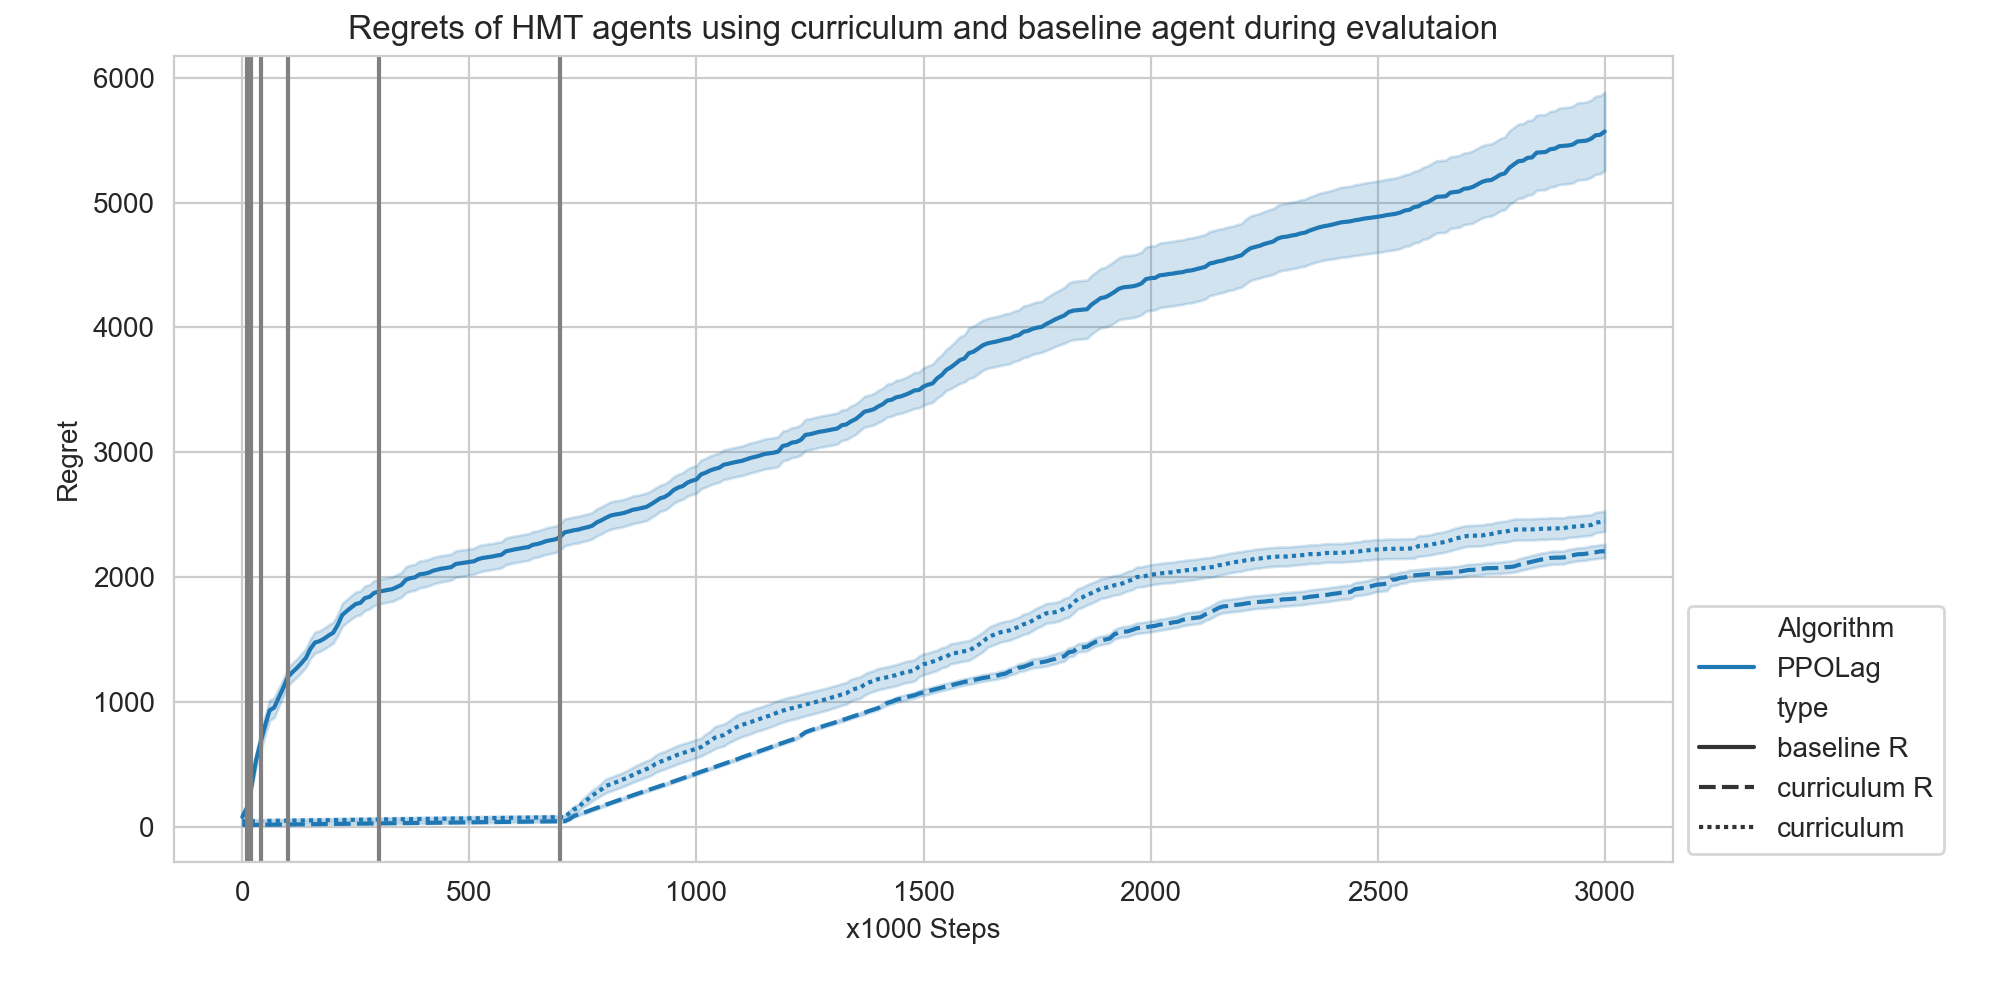 Regrets of HMT agents using curriculum and baseline agent during evalutaion
6000
5000
4000
3000
2000
1000
0
Regret
0 500 1000 1500 2000 2500 3000
x1000 Steps
Algorithm
PPOLag
type
baseline R
curriculum R
curriculum